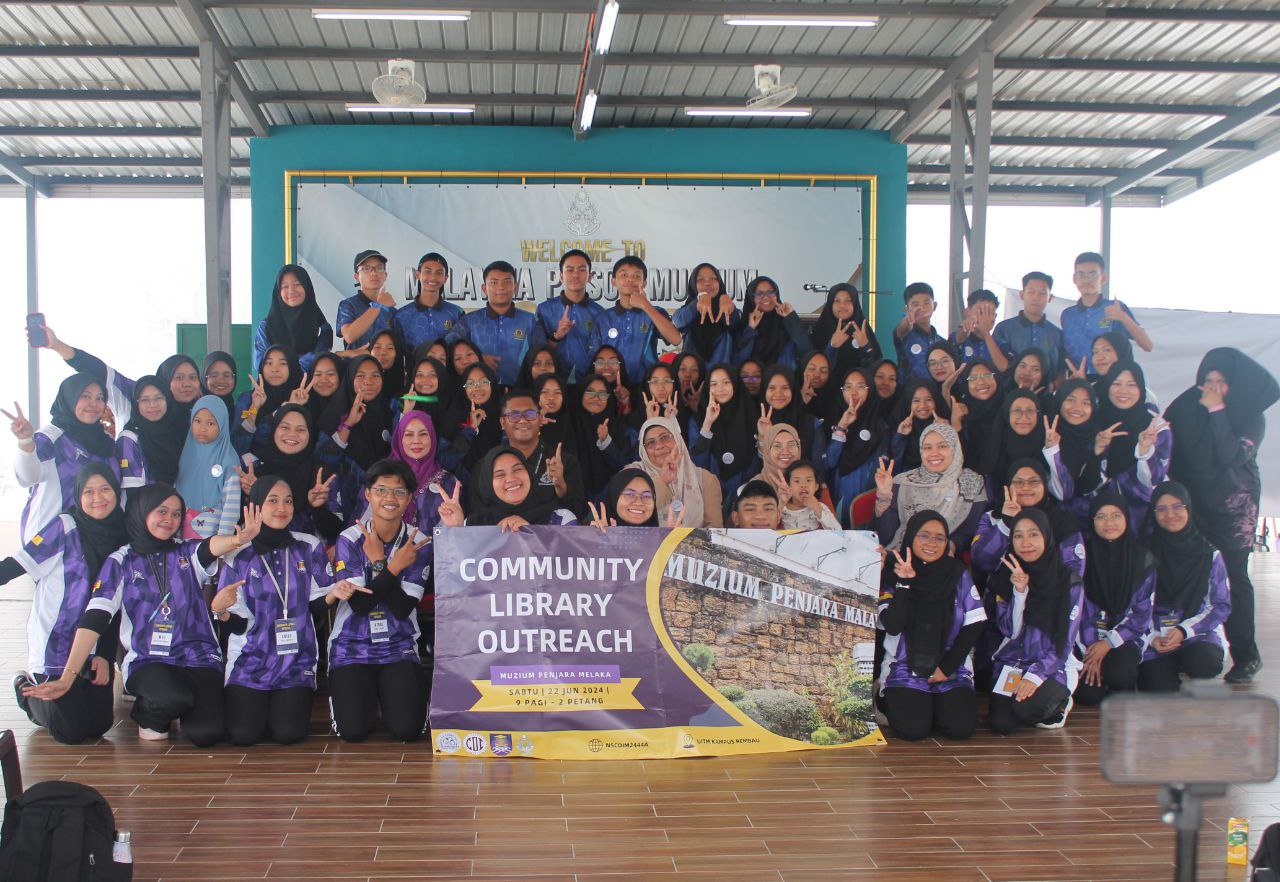 WELCOME TO
COMMUNITY
LIBRARY
OUTREACH
MUZIUM PENJARA MELAKA
SABTU | 22 JUN 2024 |
9 PAGI - 2 PETANG
NSCDIM2444A
UITM KAMPUS REMBAU
MUZIUM PENJARA MALA